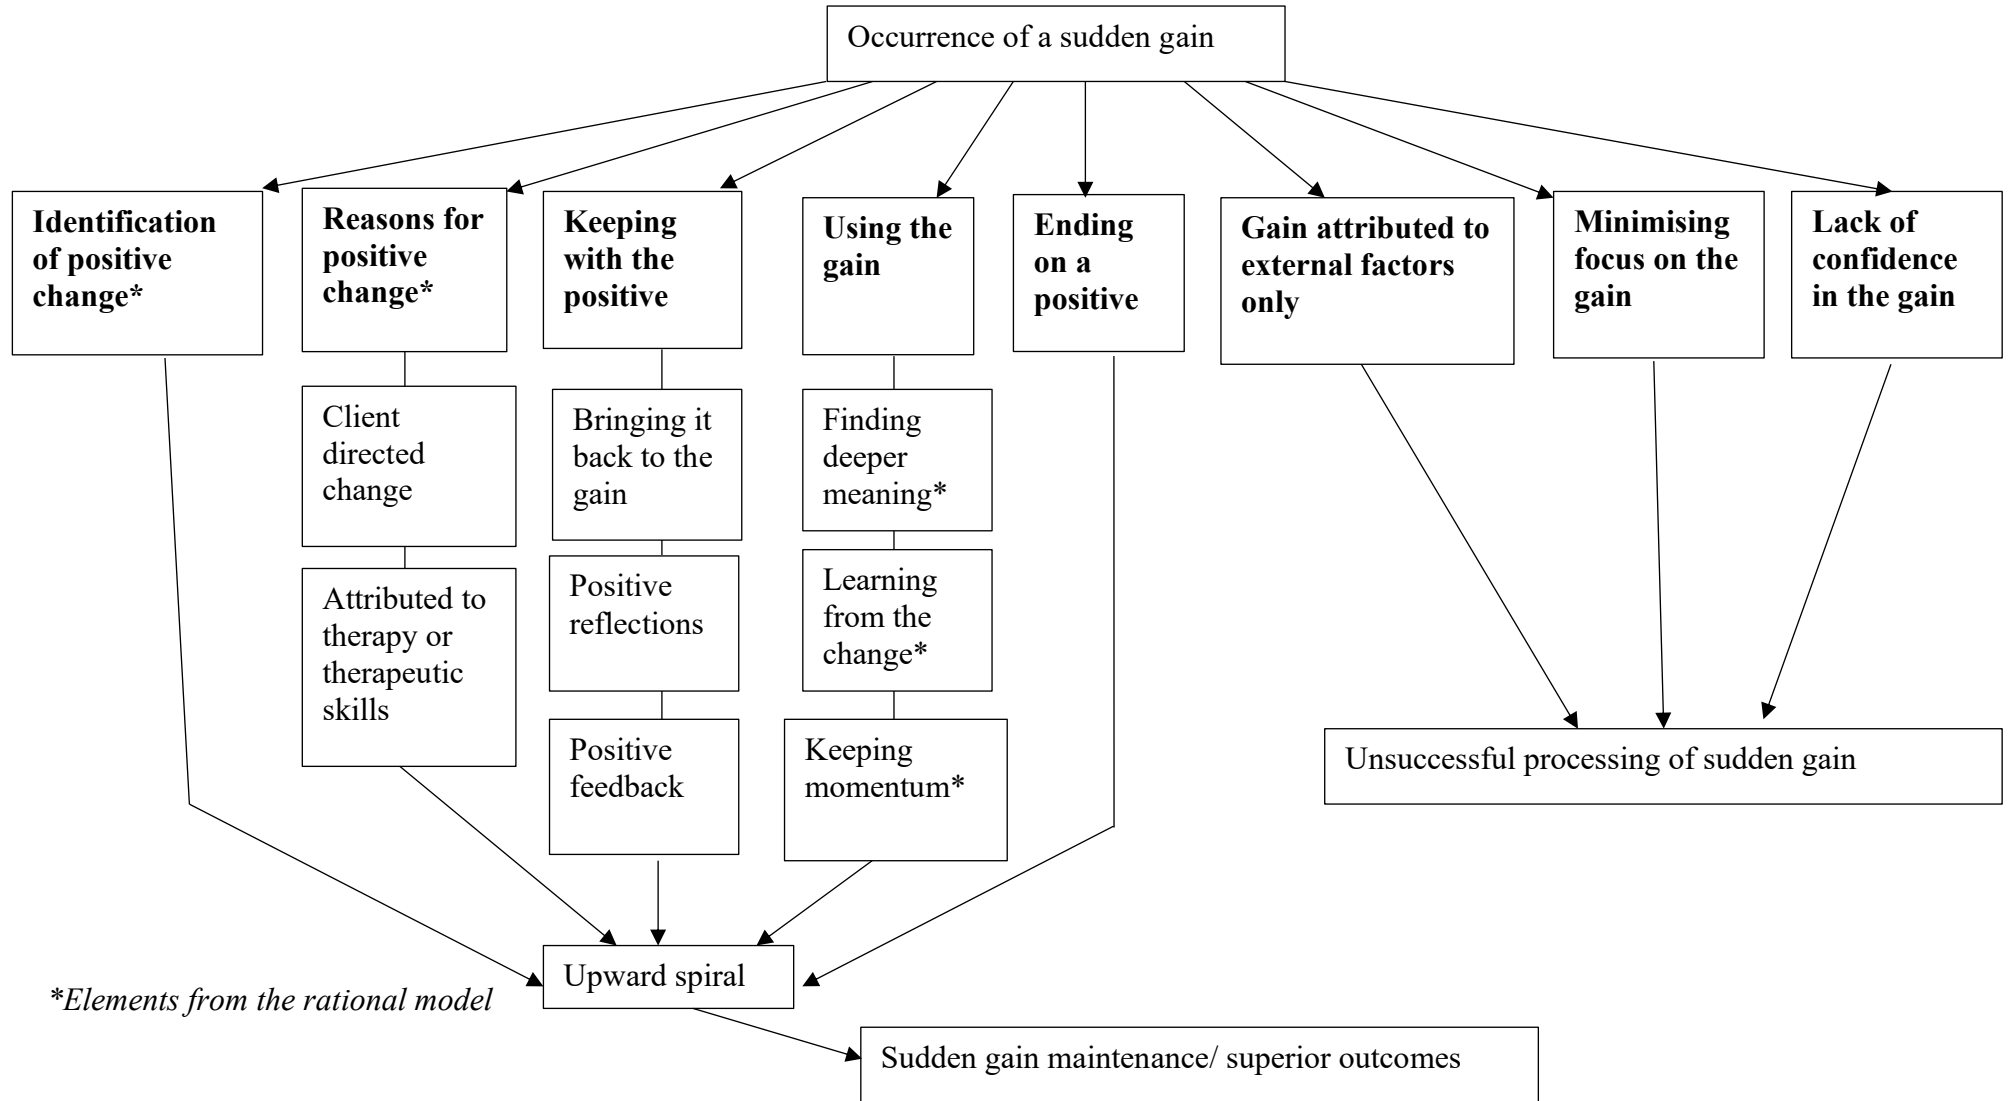 Occurrence of a sudden gain
Identification
of positive
change*
Reasons for
positive
change*
Keeping
with the
positive
Using the
gain
Ending
on a
positive
Gain attributed to
external factors
only
Minimising
focus on the
gain
Lack of
confidence
in the gain
Client
directed
change
Attributed to
therapy or
therapeutic
skills
Bringing it
back to the
gain
Positive
reflections
Positive
feedback
Finding
deeper
meaning*
Learning
from the
change*
Keeping
momentum*
Unsuccessful processing of sudden gain
Upward spiral
*Elements from the rational model
Sudden gain maintenance/ superior outcomes